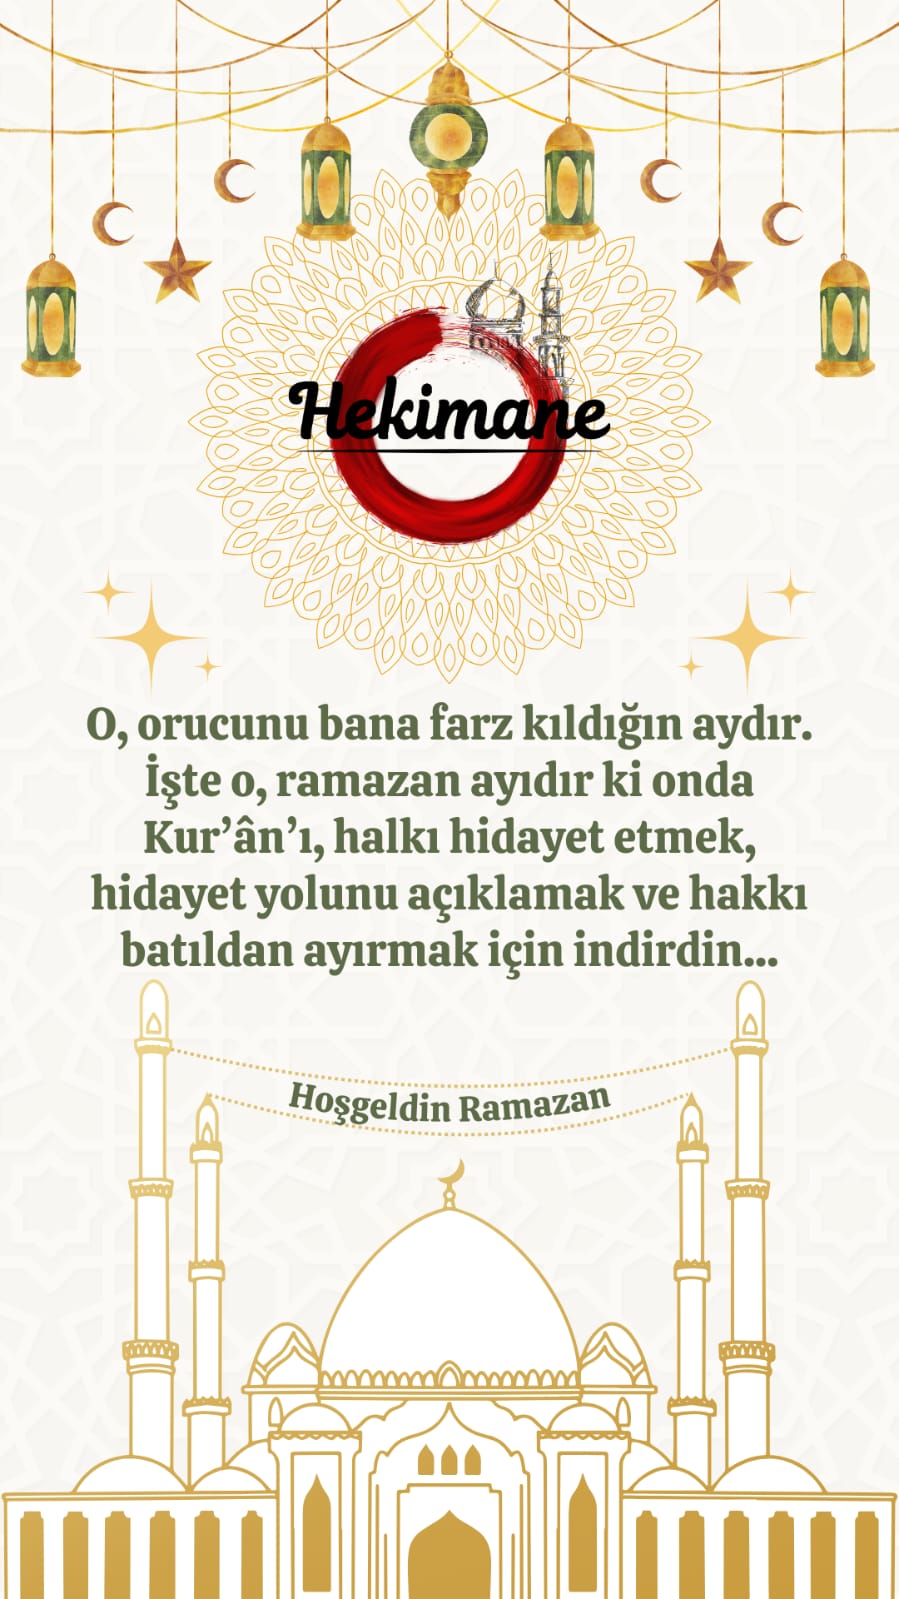 Hekimane
O, orucunu bana farz kıldığın aydır.
İşte o, ramazan ayıdır ki onda
Kur’ân’ı, halkı hidayet etmek,
hidayet yolunu açıklamak ve hakkı
batıldan ayırmak için indirdin...
Hoşgeldin Ramazan